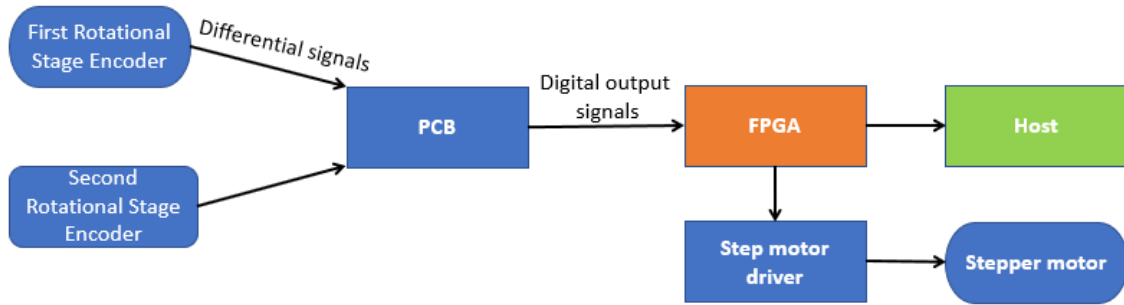 First Rotational
Stage Encoder
Differential signals
Digital output
signals
PCB
FPGA
Host
Second
Rotational Stage
Encoder
Step motor
driver
Stepper motor